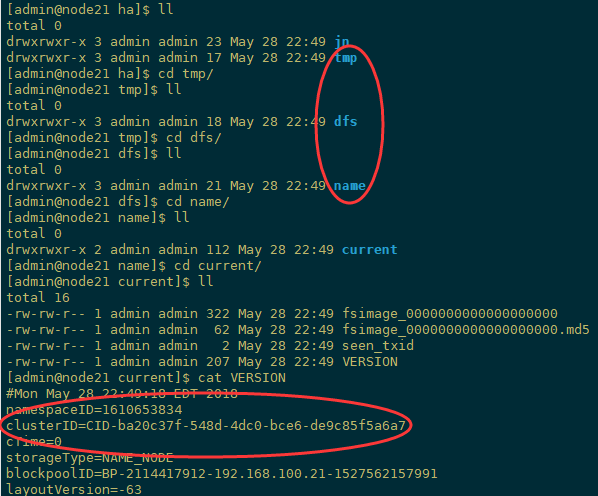 [admin@node21 ha]$ ll
total 0
drwxrwxr-x 3 admin admin 23 May 28 22:49 jn
drwxrwxr-x 3 admin admin 17 May 28 22:49 tmp
[admin@node21 ha]$ cd tmp/
[admin@node21 tmp]$ ll
total 0
drwxrwxr-x 3 admin admin 18 May 28 22:49 dfs
[admin@node21 tmp]$ cd dfs/
[admin@node21 dfs]$ ll
total 0
drwxrwxr-x 3 admin admin 21 May 28 22:49 name
[admin@node21 dfs]$ cd name/
[admin@node21 name]$ ll
total 0
drwxrwxr-x 2 admin admin 112 May 28 22:49 current
[admin@node21 name]$ cd current/
[admin@node21 current]$ ll
total 16
-rw-rw-r-- 1 admin admin 322 May 28 22:49 fsimage_0000000000000000000
-rw-rw-r-- 1 admin admin  62 May 28 22:49 fsimage_0000000000000000000.md5
-rw-rw-r-- 1 admin admin   2 May 28 22:49 seen_txid
-rw-rw-r-- 1 admin admin 207 May 28 22:49 VERSION
[admin@node21 current]$ cat VERSION
#Mon May 28 22:49:18 EDT 2018
namespaceID=1610653834
clusterID=CID-ba20c37f-548d-4dc0-bce6-de9c85f5a6a7
cTime=0
storageType=NAME_NODE
blockpoolID=BP-2114417912-192.168.100.21-1527562157991
layoutVersion=-63